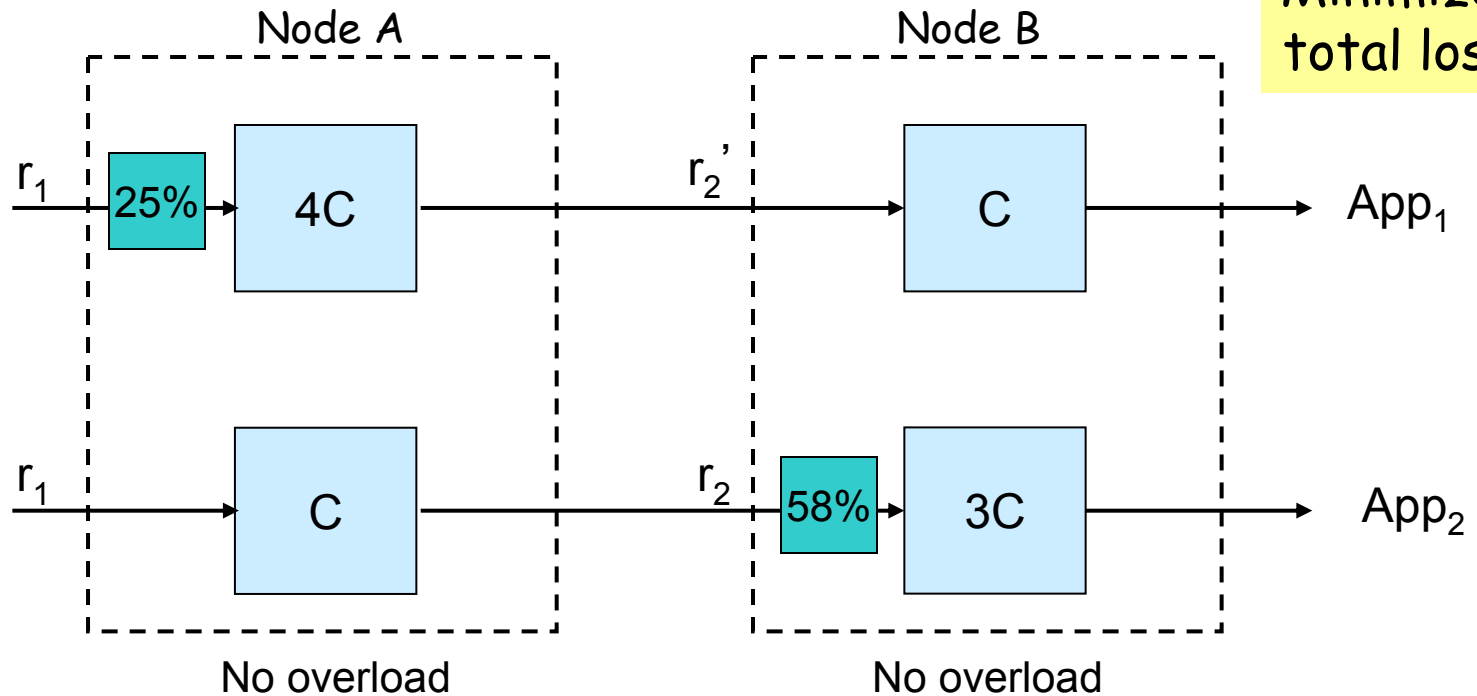 Node A
Node B
total los
r₁
25%
4C
r₂’
C
App₁
r₁
C
r₂
58%
3C
App₂
No overload
No overload